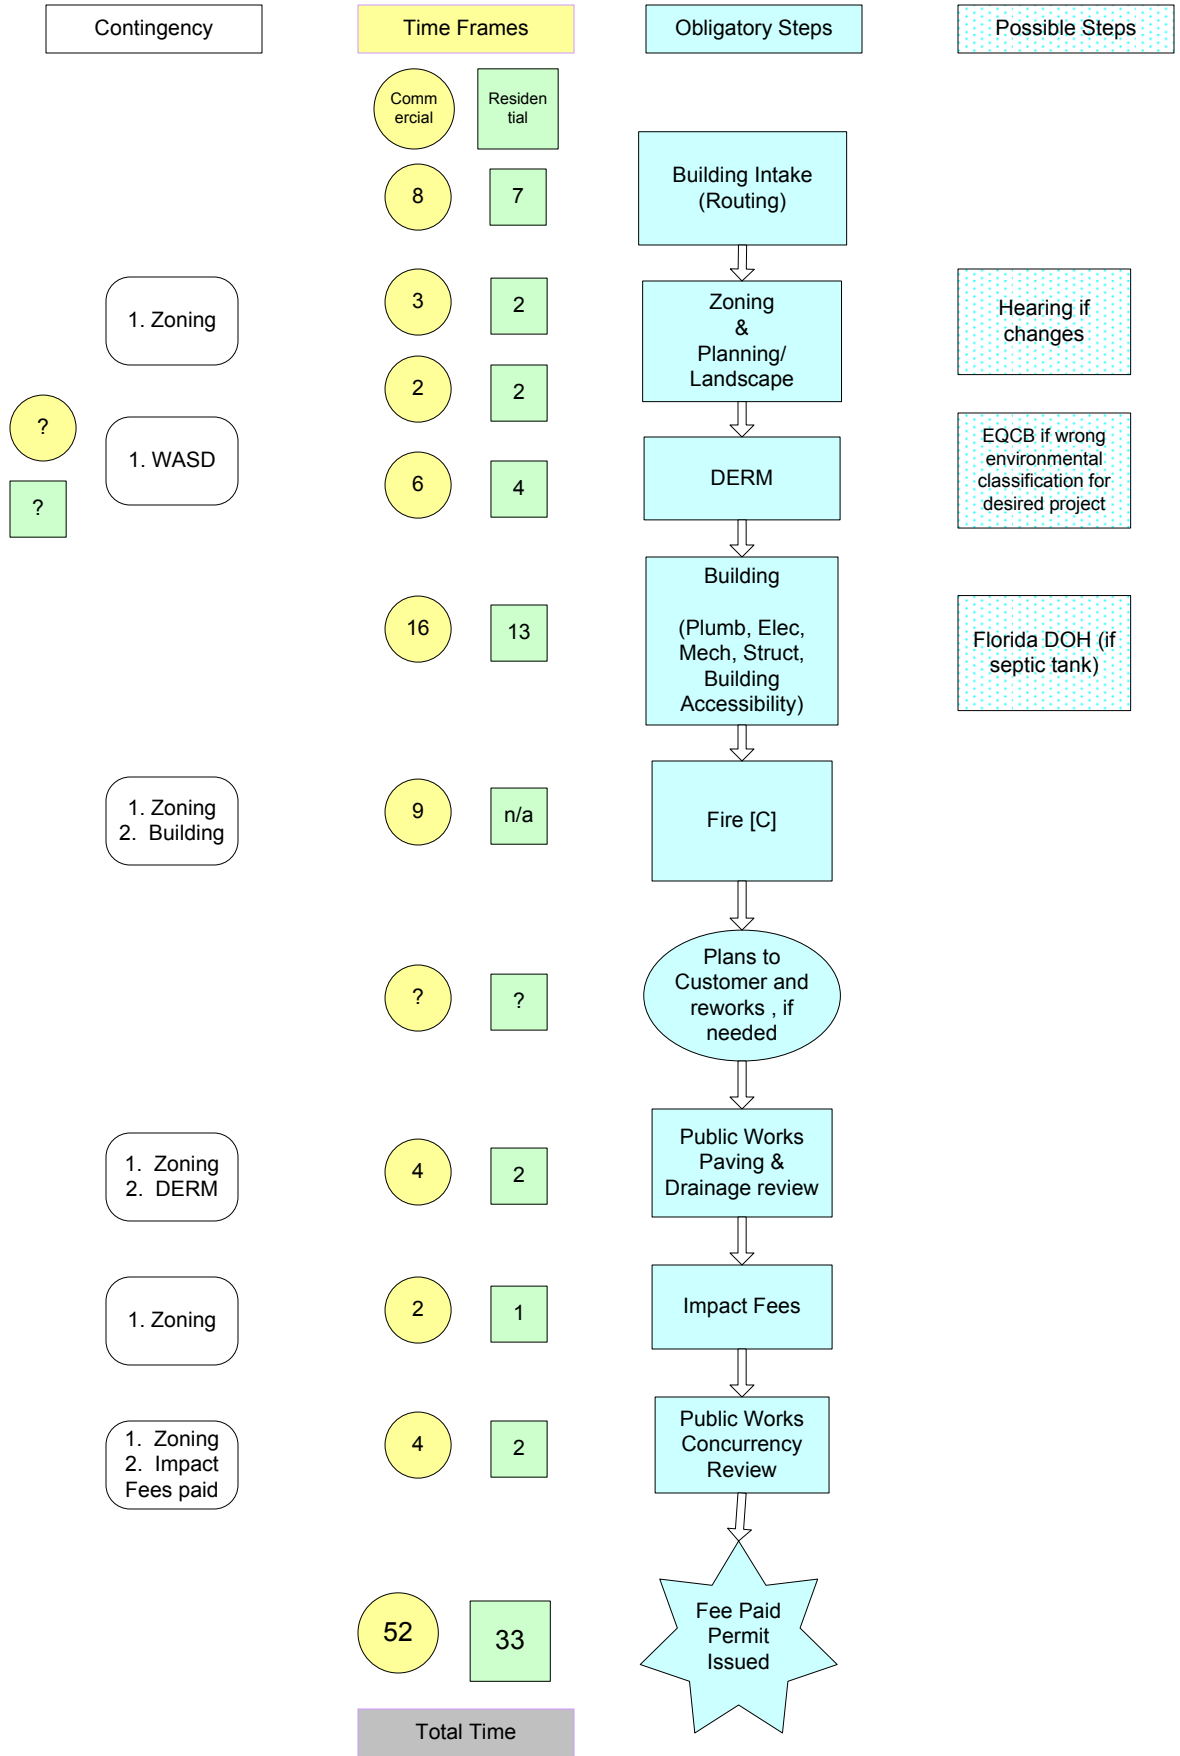 Contingency
Time Frames
Obligatory Steps
Possible Steps
Comm
ercial
Residen
tial
8
7
Building Intake
(Routing)
1. Zoning
3
2
2
2
Zoning
&
Planning/
Landscape
Hearing if
changes
?
?
1. WASD
6
4
DERM
EQCB if wrong
environmental
classification for
desired project
16
13
Building
(Plumb, Elec,
Mech, Struct,
Building
Accessibility)
Florida DOH (if
septic tank)
1. Zoning
2. Building
9
n/a
Fire [C]
?
?
Plans to
Customer and
reworks , if
needed
1. Zoning
2. DERM
4
2
Public Works
Paving &
Drainage review
1. Zoning
2
1
Impact Fees
1. Zoning
2. Impact
Fees paid
4
2
Public Works
Concurrency
Review
52
33
Fee Paid
Permit
Issued
Total Time